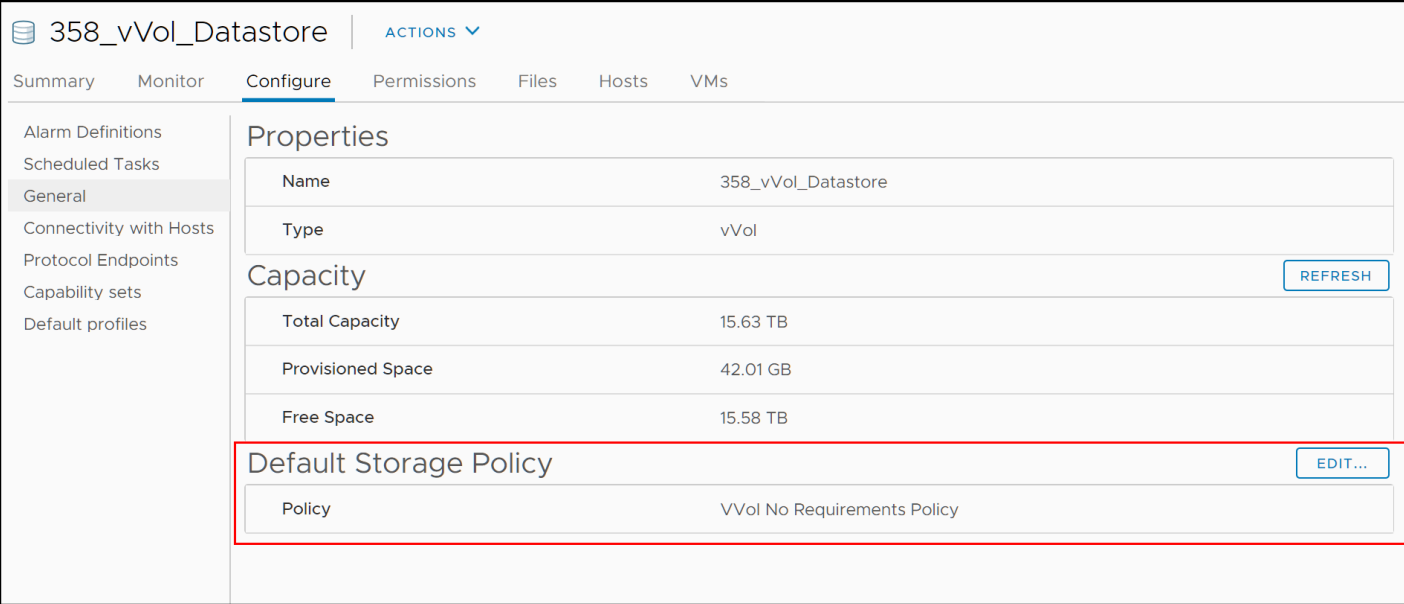 358_vVol_Datastore ACTIONS
Summary Monitor Configure Permissions Files Hosts VMs
Alarm Definitions
Scheduled Tasks
General
Connectivity with Hosts
Protocol Endpoints
Capability sets
Default profiles
Properties
Name 358_vVol_Datastore
Type vVol
Capacity REFRESH
Total Capacity 15.63 TB
Provisioned Space 42.01 GB
Free Space 15.58 TB
Default Storage Policy EDIT...
Policy VVol No Requirements Policy